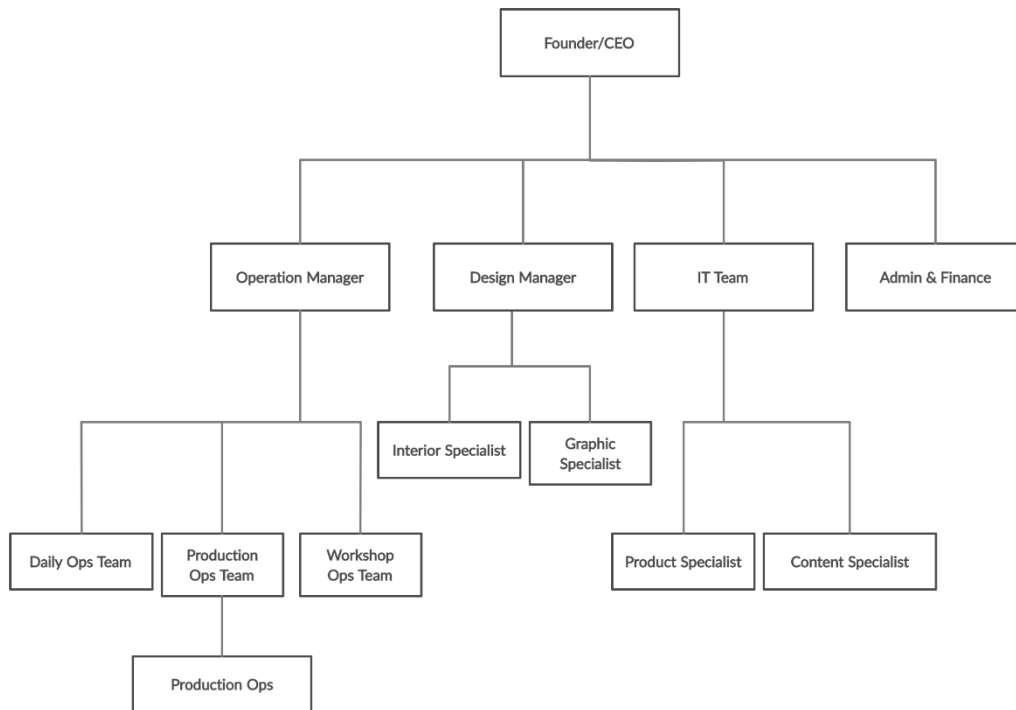 Founder/CEO
Operation Manager
Design Manager
IT Team
Admin & Finance
Interior Specialist
Graphic
Specialist
Daily Ops Team
Production
Ops Team
Workshop
Ops Team
Product Specialist
Content Specialist
Production Ops